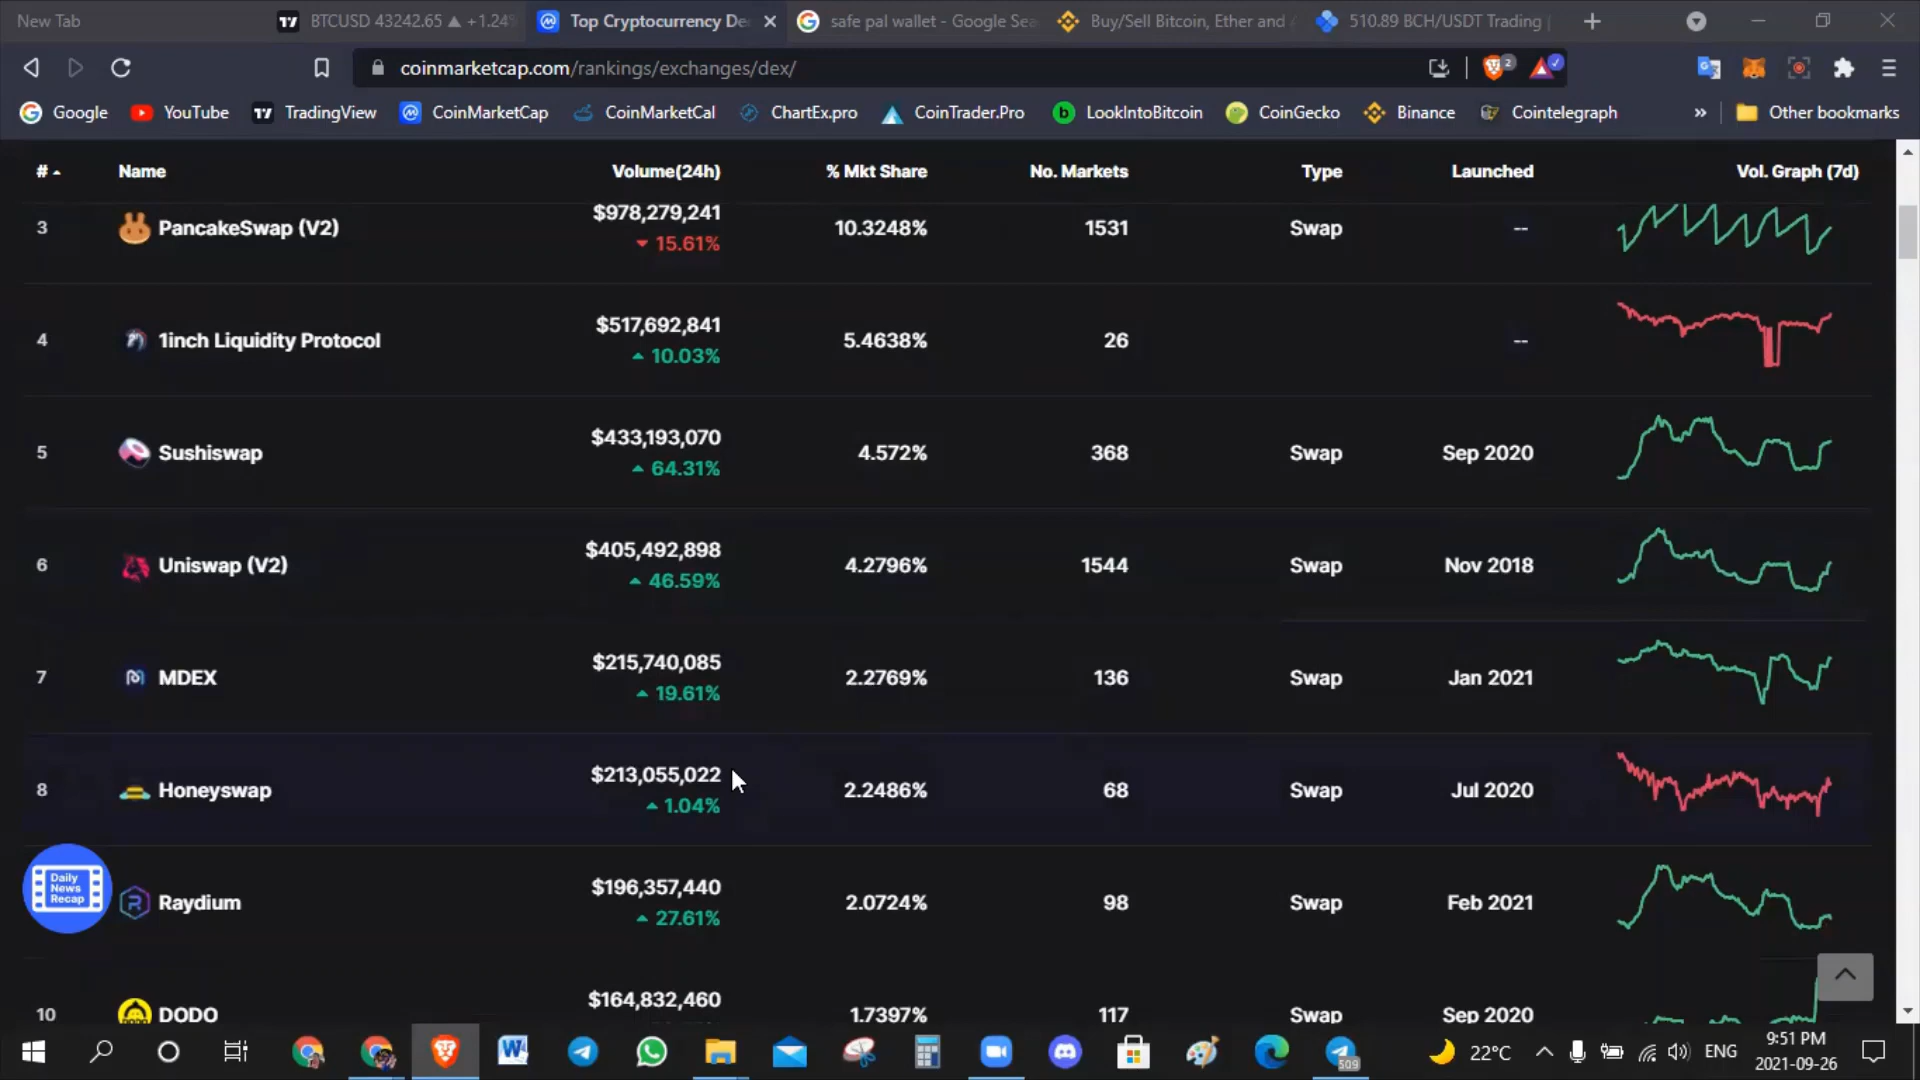 New Tab
BTCUSD 43242.65 ▲ +1.24%
Top Cryptocurrency De
safe pal wallet - Google Sea
Buy/Sell Bitcoin, Ether and
510.89 BCH/USDT Trading
coinmarketcap.com/rankings/exchanges/dex/
2
Google
YouTube
TradingView
CoinMarketCap
CoinMarketCal
ChartEx.pro
CoinTrader.Pro
LookIntoBitcoin
CoinGecko
Binance
Cointelegraph
»
Other bookmarks
# Name Volume(24h) % Mkt Share No. Markets Type Launched Vol. Graph (7d)
3 PancakeSwap (V2) $978,279,241 10.3248% 1531 Swap --
15.61%
4 1inch Liquidity Protocol $517,692,841 5.4638% 26 --
10.03%
5 Sushiswap $433,193,070 4.572% 368 Swap Sep 2020
64.31%
6 Uniswap (V2) $405,492,898 4.2796% 1544 Swap Nov 2018
46.59%
7 MDEX $215,740,085 2.2769% 136 Swap Jan 2021
19.61%
8 Honeyswap $213,055,022 2.2486% 68 Swap Jul 2020
1.04%
Daily
News
Recap
Raydium $196,357,440 2.0724% 98 Swap Feb 2021
27.61%
10 DODO $164,832,460 1.7397% 117 Swap Sep 2020
509
22°C
ENG
9:51 PM
2021-09-26